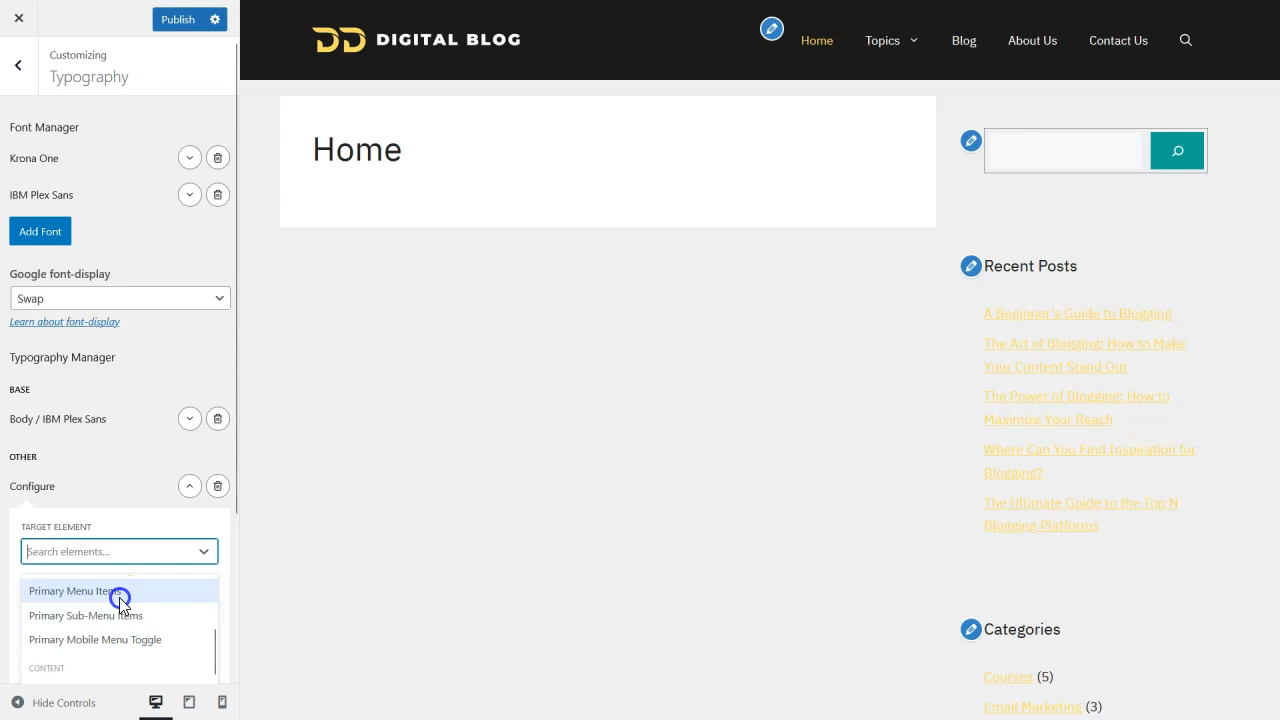 Publish
Customizing
Typography
Font Manager
Krona One
IBM Plex Sans
Add Font
Google font-display
Swap
Learn about font-display
Typography Manager
BASE
Body / IBM Plex Sans
OTHER
Configure
TARGET ELEMENT
Search elements...
Primary Menu Items
Primary Sub-Menu Items
Primary Mobile Menu Toggle
CONTENT
Hide Controls
DD DIGITAL BLOG
Home
Topics
Blog
About Us
Contact Us
Home
Recent Posts
A Beginner's Guide to Blogging
The Art of Blogging: How to Make
Your Content Stand Out
The Power of Blogging: How to
Maximize Your Reach
Where Can You Find Inspiration for
Blogging?
The Ultimate Guide to the Top N
Blogging Platforms
Categories
Courses (5)
Email Marketing (3)